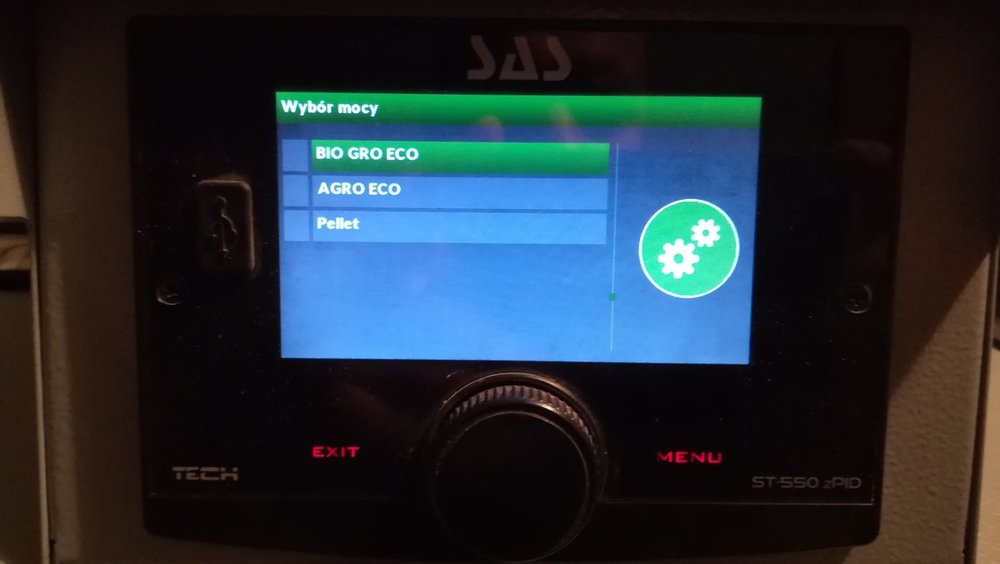 SAS
Wybór mocy
BIO GRO ECO
AGRO ECO
Pellet
EXIT
MENU
TECH
ST-550 zPID